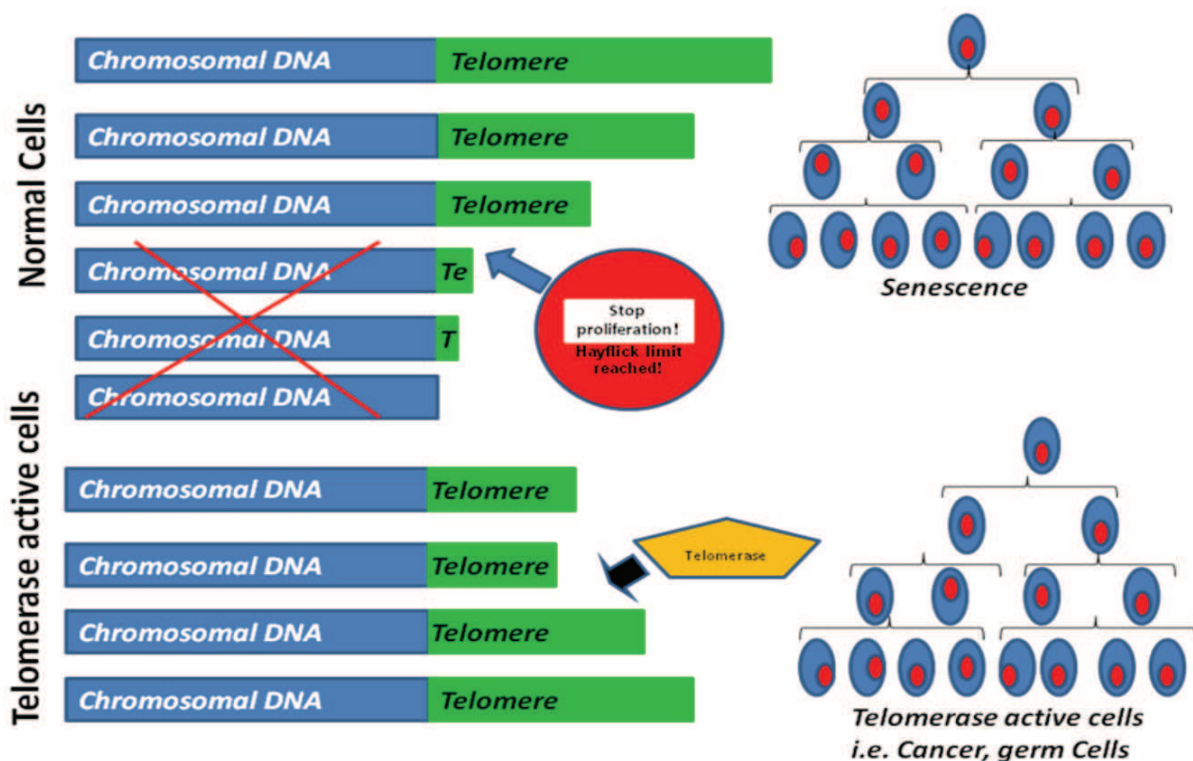 Normal Cells
Chromosomal DNA Telomere
Chromosomal DNA Telomere
Chromosomal DNA Telomere
Chromosomal DNA Te
Chromosomal DNA T
Chromosomal DNA
Stop
proliferation!
Hayflick limit
reached!
Senescence
Telomerase active cells
Chromosomal DNA Telomere
Chromosomal DNA Telomere
Chromosomal DNA Telomere
Chromosomal DNA Telomere
Telomerase
Telomerase active cells
i.e. Cancer, germ Cells